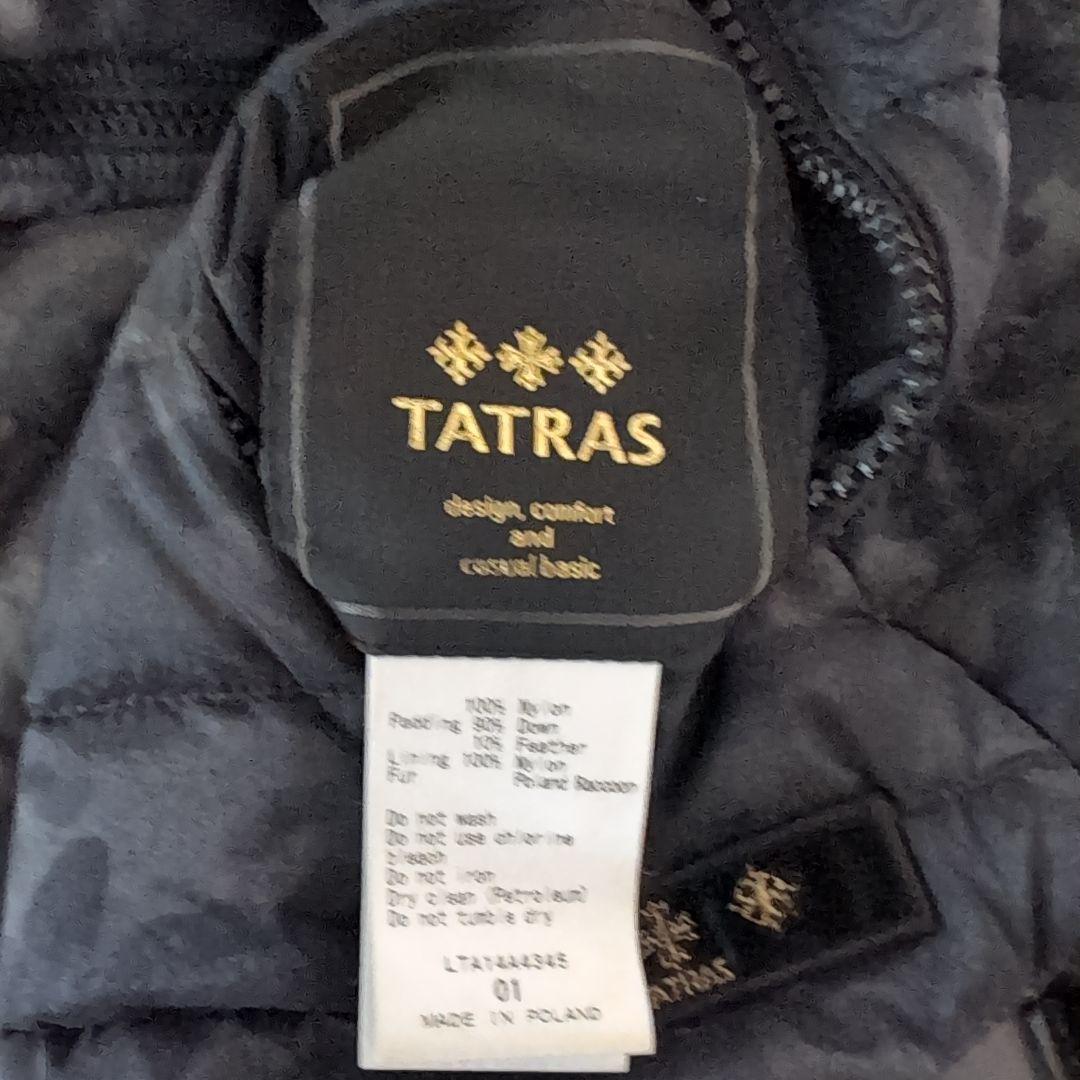 TATRAS
design, comfort
and
casual basic
100% Nylon
Padding 90% Down
10% Feather
Lining 100% Nylon
Fur Poland Raccoon
Do not wash
Do not use chlorine
bleach
Do not iron
Dry clean (Petroleum)
Do not tumble dry
LTA14A4345
01
MADE IN POLAND
TATRAS